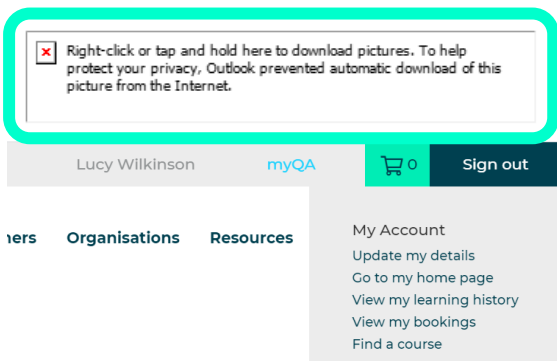 Right-click or tap and hold here to download pictures. To help
protect your privacy, Outlook prevented automatic download of this
picture from the Internet.
Lucy Wilkinson myQA 0 Sign out
Organisations Resources
My Account
Update my details
Go to my home page
View my learning history
View my bookings
Find a course